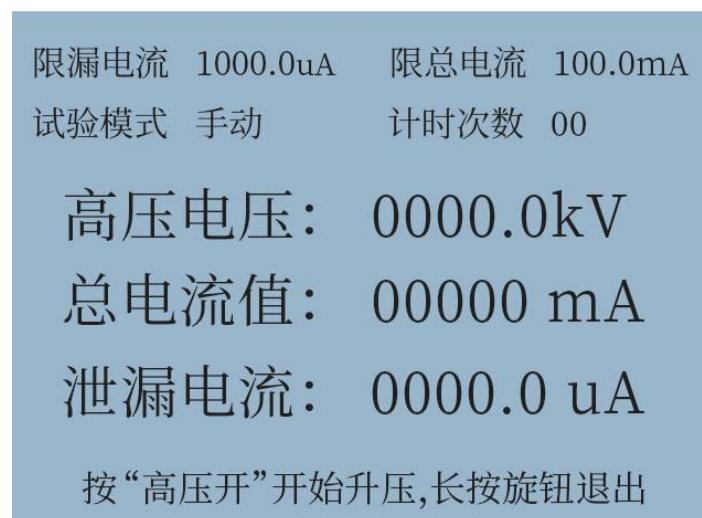 限漏电流 1000.0uA 限总电流 100.0mA
试验模式 手动 计时次数 00
高压电压： 0000.0kV
总电流值： 00000 mA
泄漏电流： 0000.0 uA
按“高压开”开始升压,长按旋钮退出